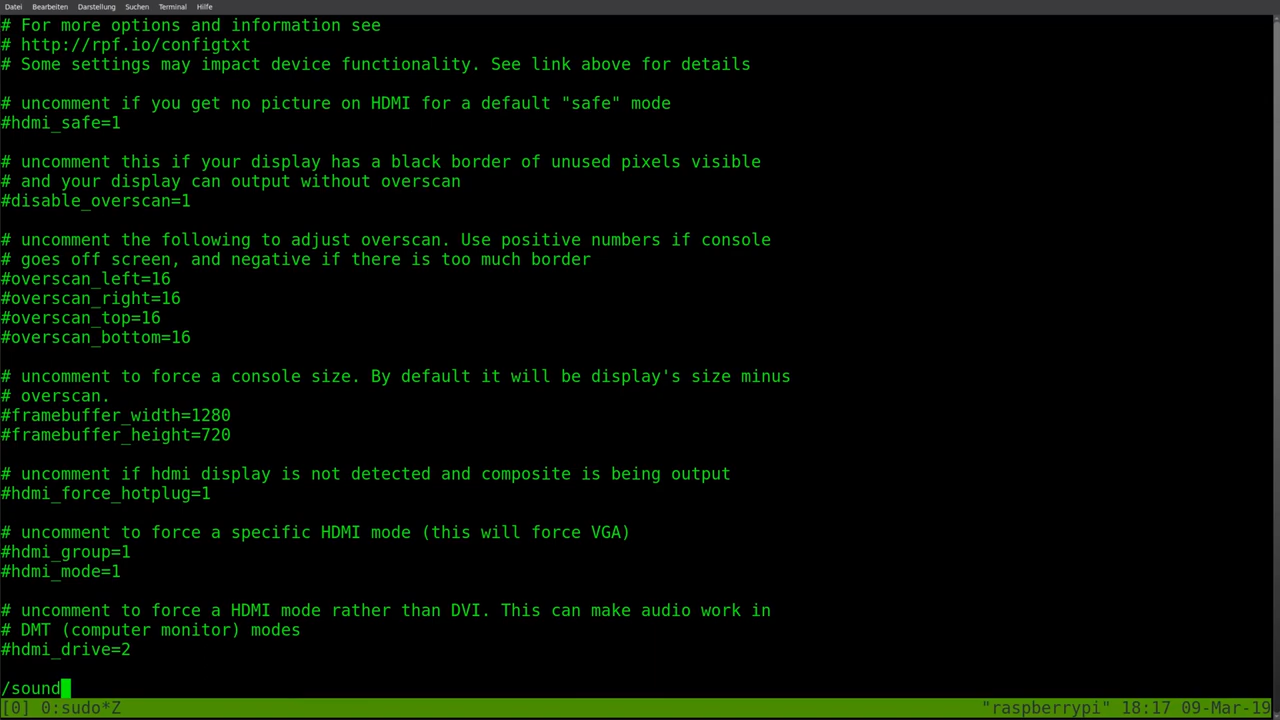 Datei Bearbeiten Darstellung Suchen Terminal Hilfe
# For more options and information see
# http://rpf.io/configtxt
# Some settings may impact device functionality. See link above for details
# uncomment if you get no picture on HDMI for a default "safe" mode
#hdmi_safe=1
# uncomment this if your display has a black border of unused pixels visible
# and your display can output without overscan
#disable_overscan=1
# uncomment the following to adjust overscan. Use positive numbers if console
# goes off screen, and negative if there is too much border
#overscan_left=16
#overscan_right=16
#overscan_top=16
#overscan_bottom=16
# uncomment to force a console size. By default it will be display's size minus
# overscan.
#framebuffer_width=1280
#framebuffer_height=720
# uncomment if hdmi display is not detected and composite is being output
#hdmi_force_hotplug=1
# uncomment to force a specific HDMI mode (this will force VGA)
#hdmi_group=1
#hdmi_mode=1
# uncomment to force a HDMI mode rather than DVI. This can make audio work in
# DMT (computer monitor) modes
#hdmi_drive=2
/sound
[0] 0:sudo*Z "raspberrypi" 18:17 09-Mar-19